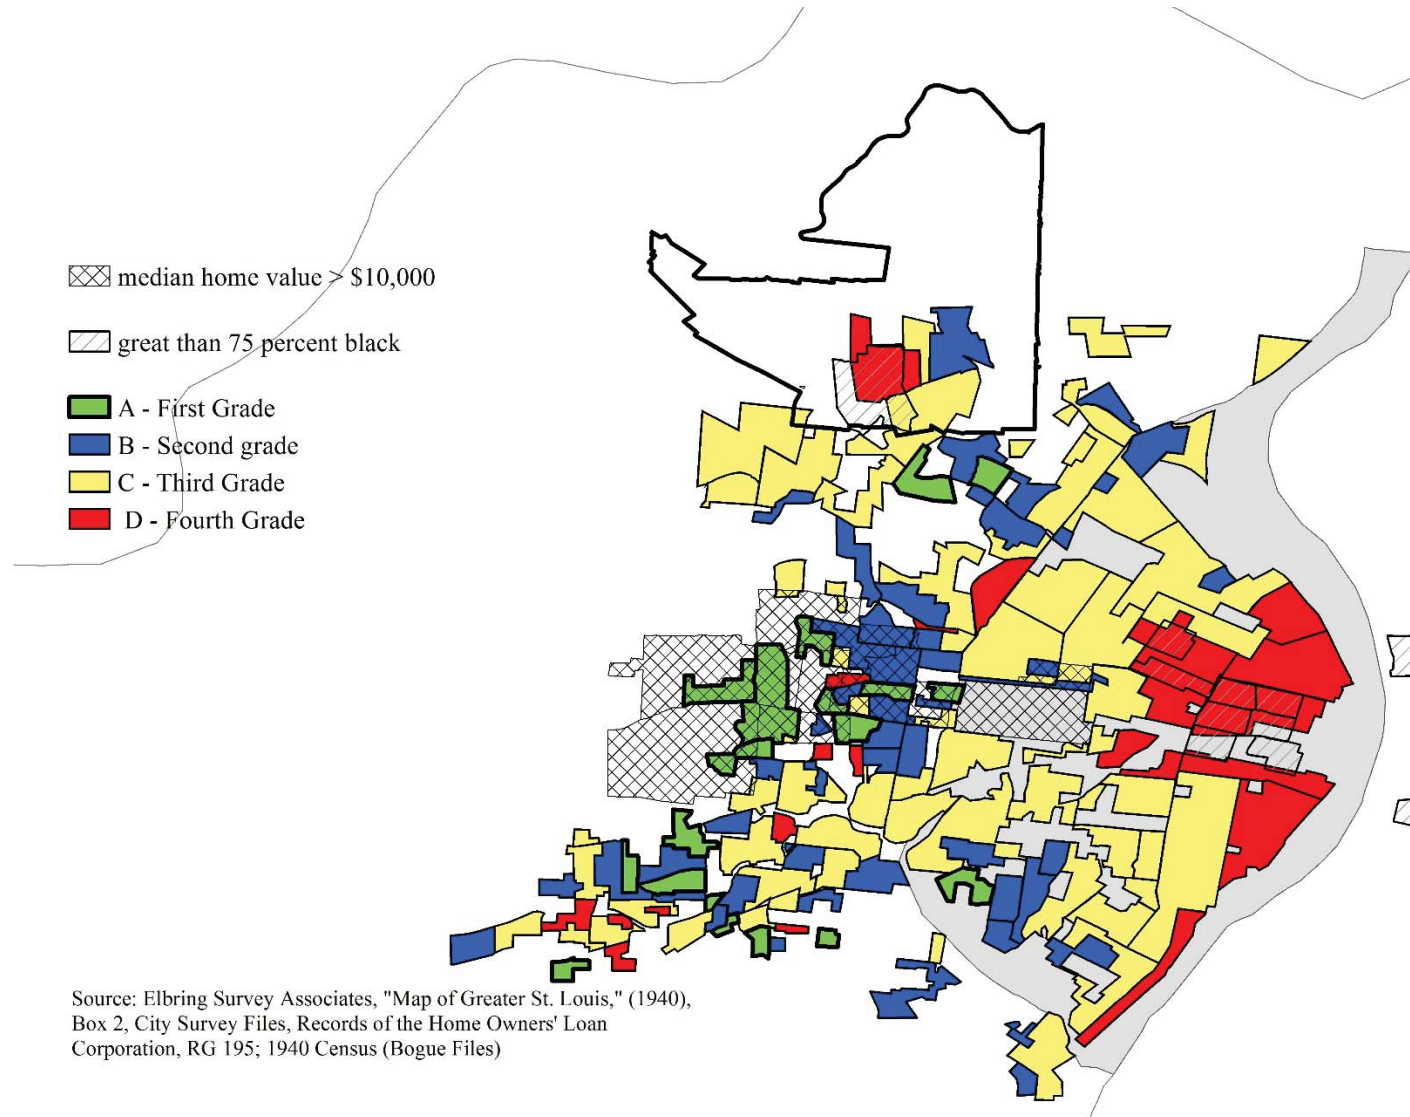 median home value > $10,000
great than 75 percent black
A - First Grade
B - Second grade
C - Third Grade
D - Fourth Grade
Source: Elbring Survey Associates, "Map of Greater St. Louis," (1940),
Box 2, City Survey Files, Records of the Home Owners' Loan
Corporation, RG 195; 1940 Census (Bogue Files)